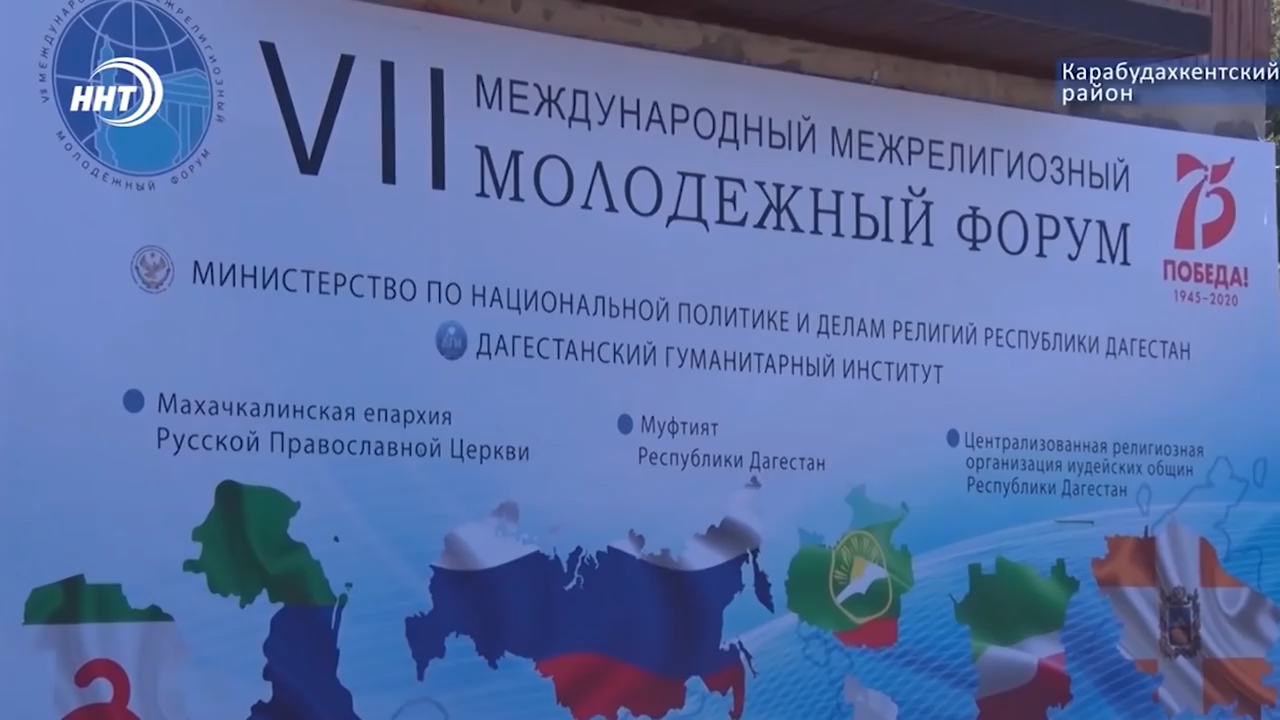 VII МЕЖДУНАРОДНЫЙ МЕЖРЕЛИГИОЗНЫЙ
МОЛОДЕЖНЫЙ ФОРУМ
ННТ
МОЛОДЕЖНЫЙ ФОРУМ
Карабудахкентский
район
75
ПОБЕДА!
1945-2020
МИНИСТЕРСТВО ПО НАЦИОНАЛЬНОЙ ПОЛИТИКЕ И ДЕЛАМ РЕЛИГИЙ РЕСПУБЛИКИ ДАГЕСТАН
ДАГЕСТАНСКИЙ ГУМАНИТАРНЫЙ ИНСТИТУТ
Махачкалинская епархия
Русской Православной Церкви
Муфтият
Республики Дагестан
Централизованная религиозная
организация иудейских общин
Республики Дагестан